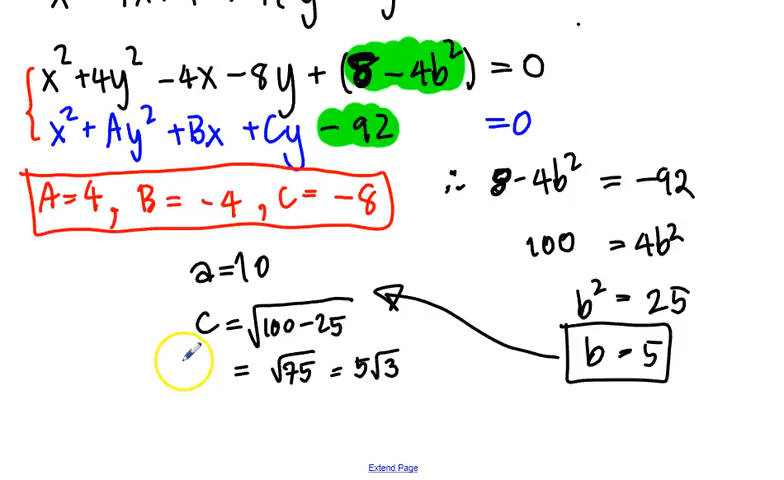 x² + 4y² - 4x - 8y + (8 - 4b²) = 0
x² + Ay² + Bx + Cy - 92 = 0
A = 4, B = -4, C = -8
∴ 8 - 4b² = -92
100 = 4b²
a = 10
b² = 25
c = √100 - 25
b = 5
= √75 = 5√3
Extend Page